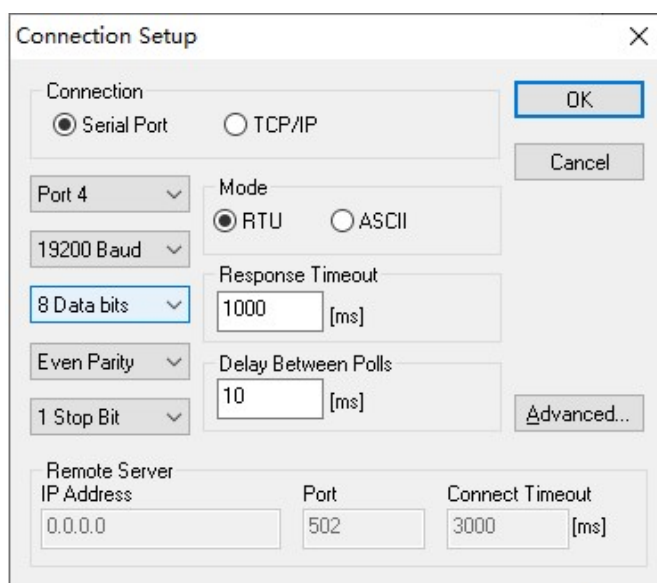 Connection Setup
Connection
Serial Port TCP/IP
OK
Cancel
Port 4
19200 Baud
8 Data bits
Even Parity
1 Stop Bit
Mode
RTU ASCII
Response Timeout
1000 [ms]
Delay Between Polls
10 [ms]
Advanced...
Remote Server
IP Address Port Connect Timeout
0.0.0.0 502 3000 [ms]